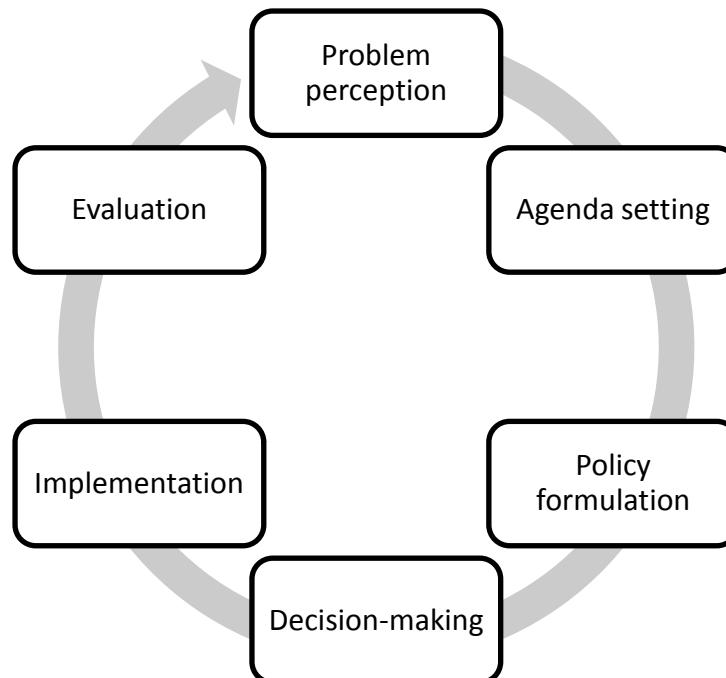 Problem
perception
Agenda setting
Policy
formulation
Decision-making
Implementation
Evaluation